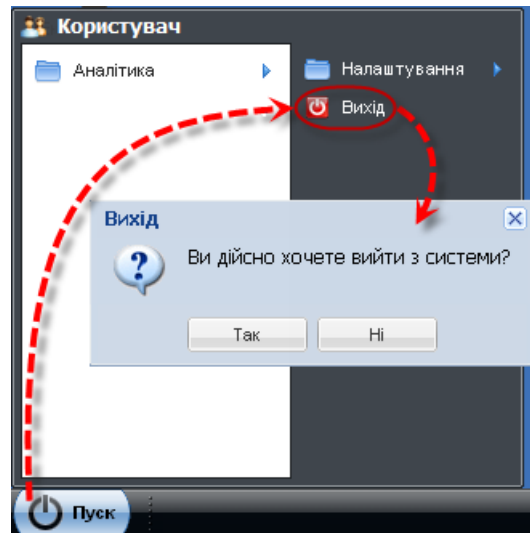 Користувач
Аналітика
Налаштування
Вихід
Вихід
Ви дійсно хочете вийти з системи?
Так
Ні
Пуск